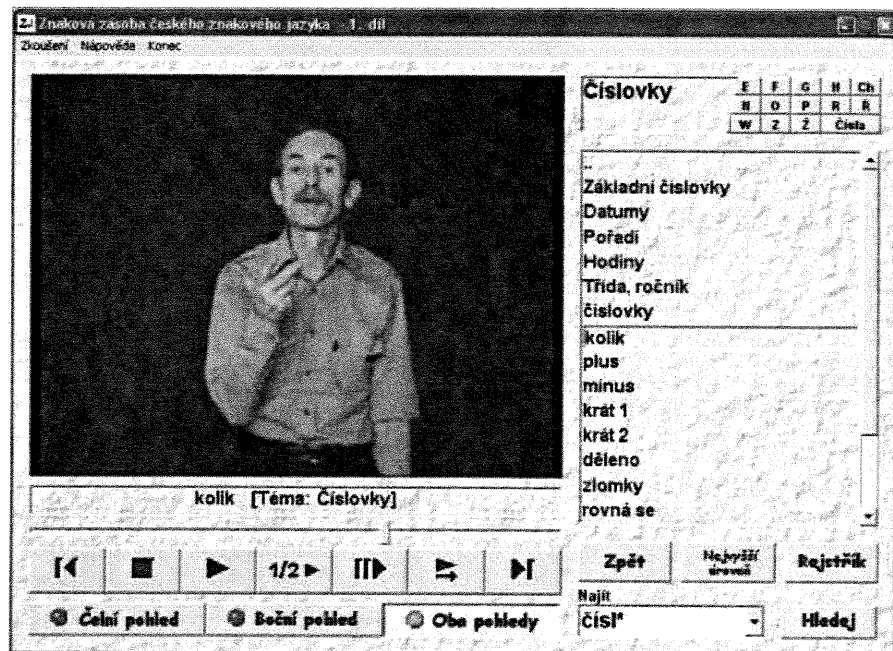 Znaková zásoba českého znakového jazyka - 1. díl
Zkoušení Nápověda Konec
Číslovky
E F G H Ch
N O P R Ř
W Z Ž Čísla
..
Základní číslovky
Datumy
Pořadí
Hodiny
Třída, ročník
číslovky
kolik
plus
mínus
krát 1
krát 2
děleno
zlomky
rovná se
kolik [Téma: Číslovky]
1/2
Zpět
Nejvyšší úroveň
Rejstřík
Čelní pohled
Boční pohled
Oba pohledy
Najít
čísl*
Hledej